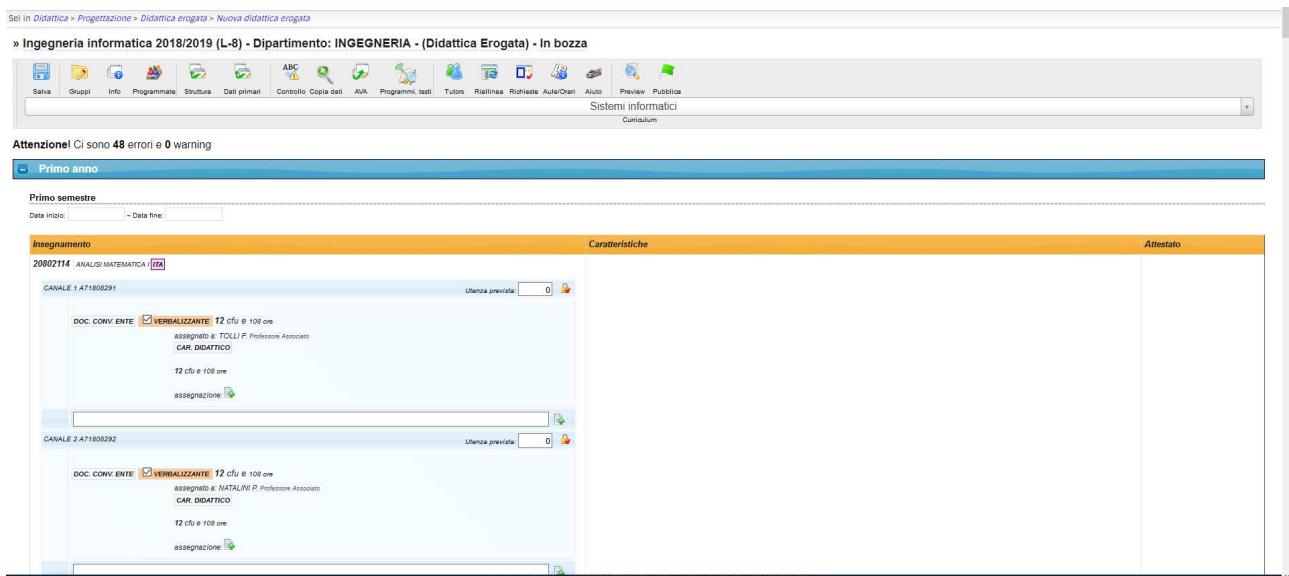 Sei in Didattica > Progettazione > Didattica erogata > Nuova didattica erogata
» Ingegneria informatica 2018/2019 (L-8) - Dipartimento: INGEGNERIA - (Didattica Erogata) - In bozza
ABC
Salva Gruppi Info Programmate Struttura Dati primari Controllo Copia dati AVA Programmi, testi Tutors Riallinea Richieste Aule/Orari Aiuto Preview Pubblica
Sistemi informatici
Curriculum
Attenzione! Ci sono 48 errori e 0 warning
Primo anno
Primo semestre
Data inizio: ~ Data fine:
Insegnamento Caratteristiche Attestato
20802114 ANALISI MATEMATICA I ITA
CANALE 1 A71808291 Utenza prevista: 0
DOC. CONV. ENTE VERBALIZZANTE 12 cfu e 108 ore
assegnato a: TOLLI F. Professore Associato
CAR. DIDATTICO
12 cfu e 108 ore
assegnazione:
CANALE 2 A71808292 Utenza prevista: 0
DOC. CONV. ENTE VERBALIZZANTE 12 cfu e 108 ore
assegnato a: NATALINI P. Professore Associato
CAR. DIDATTICO
12 cfu e 108 ore
assegnazione: